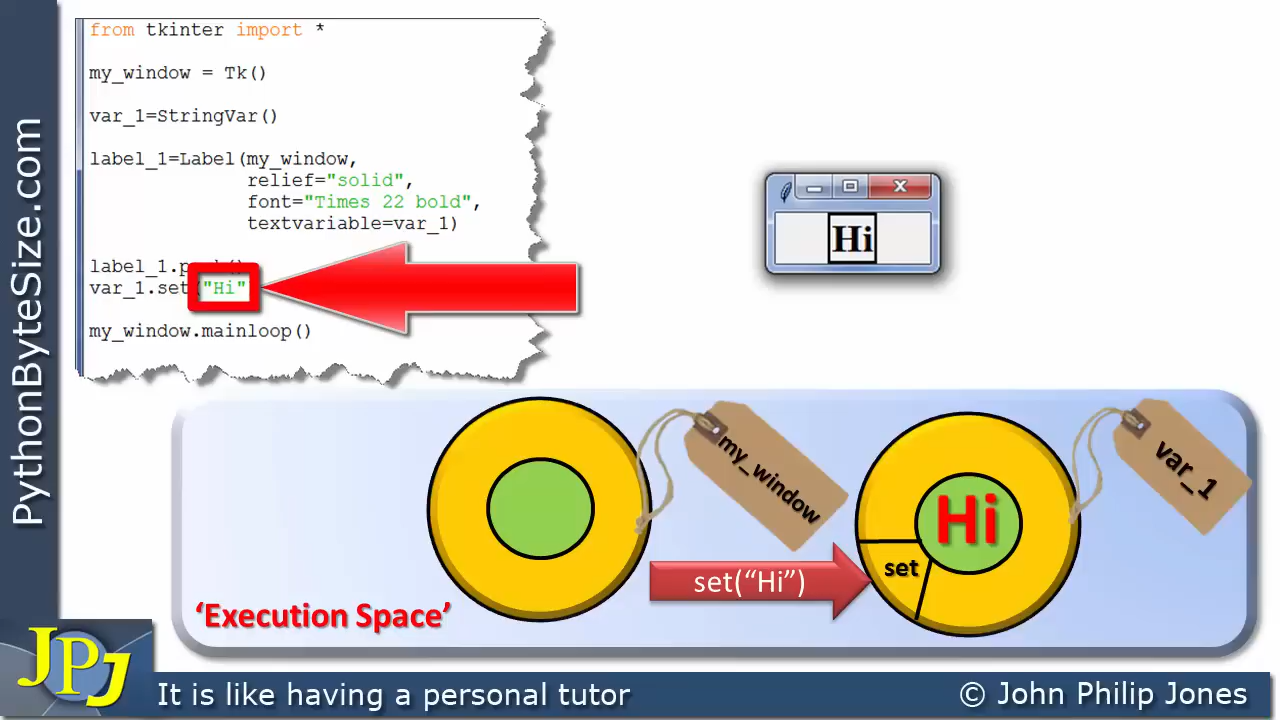 from tkinter import *
my_window = Tk()
var_1=StringVar()
label_1=Label(my_window,
relief="solid",
font="Times 22 bold",
textvariable=var_1)
label_1.p
var_1.set("Hi"
my_window.mainloop()
Hi
PythonByteSize.com
my_window
var_1
Hi
set
set(“Hi”)
‘Execution Space’
JPJ
It is like having a personal tutor
© John Philip Jones